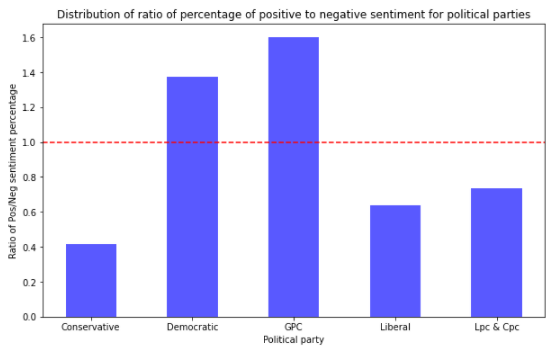 Distribution of ratio of percentage of positive to negative sentiment for political parties
Ratio of Pos/Neg sentiment percentage
1.6
1.4
1.2
1.0
0.8
0.6
0.4
0.2
0.0
Conservative Democratic GPC Liberal Lpc & Cpc
Political party